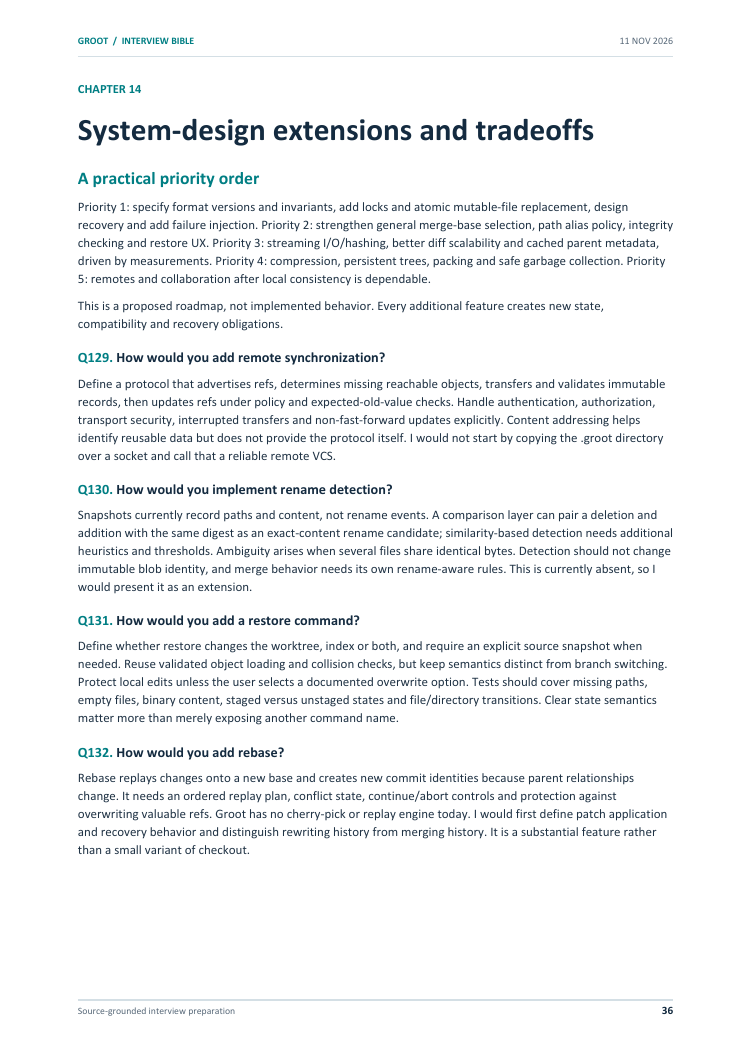 GROOT / INTERVIEW BIBLE
11 NOV 2026
CHAPTER 14
System-design extensions and tradeoffs
A practical priority order
Priority 1: specify format versions and invariants, add locks and atomic mutable-file replacement, design
recovery and add failure injection. Priority 2: strengthen general merge-base selection, path alias policy, integrity
checking and restore UX. Priority 3: streaming I/O/hashing, better diff scalability and cached parent metadata,
driven by measurements. Priority 4: compression, persistent trees, packing and safe garbage collection. Priority
5: remotes and collaboration after local consistency is dependable.
This is a proposed roadmap, not implemented behavior. Every additional feature creates new state,
compatibility and recovery obligations.
Q129. How would you add remote synchronization?
Define a protocol that advertises refs, determines missing reachable objects, transfers and validates immutable
records, then updates refs under policy and expected-old-value checks. Handle authentication, authorization,
transport security, interrupted transfers and non-fast-forward updates explicitly. Content addressing helps
identify reusable data but does not provide the protocol itself. I would not start by copying the .groot directory
over a socket and call that a reliable remote VCS.
Q130. How would you implement rename detection?
Snapshots currently record paths and content, not rename events. A comparison layer can pair a deletion and
addition with the same digest as an exact-content rename candidate; similarity-based detection needs additional
heuristics and thresholds. Ambiguity arises when several files share identical bytes. Detection should not change
immutable blob identity, and merge behavior needs its own rename-aware rules. This is currently absent, so I
would present it as an extension.
Q131. How would you add a restore command?
Define whether restore changes the worktree, index or both, and require an explicit source snapshot when
needed. Reuse validated object loading and collision checks, but keep semantics distinct from branch switching.
Protect local edits unless the user selects a documented overwrite option. Tests should cover missing paths,
empty files, binary content, staged versus unstaged states and file/directory transitions. Clear state semantics
matter more than merely exposing another command name.
Q132. How would you add rebase?
Rebase replays changes onto a new base and creates new commit identities because parent relationships
change. It needs an ordered replay plan, conflict state, continue/abort controls and protection against
overwriting valuable refs. Groot has no cherry-pick or replay engine today. I would first define patch application
and recovery behavior and distinguish rewriting history from merging history. It is a substantial feature rather
than a small variant of checkout.
Source-grounded interview preparation
36